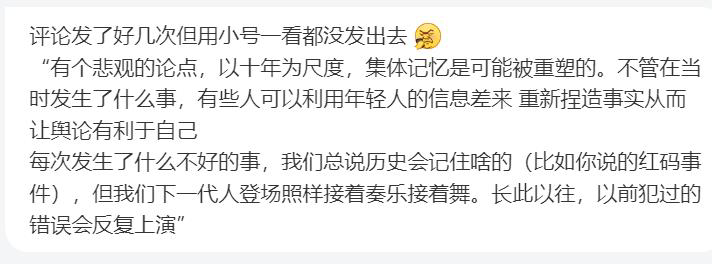 评论发了好几次但用小号一看都没发出去
“有个悲观的论点，以十年为尺度，集体记忆是可能被重塑的。不管在当
时发生了什么事，有些人可以利用年轻人的信息差来 重新捏造事实从而
让舆论有利于自己
每次发生了什么不好的事，我们总说历史会记住啥的（比如你说的红码事
件），但我们下一代人登场照样接着奏乐接着舞。长此以往，以前犯过的
错误会反复上演”